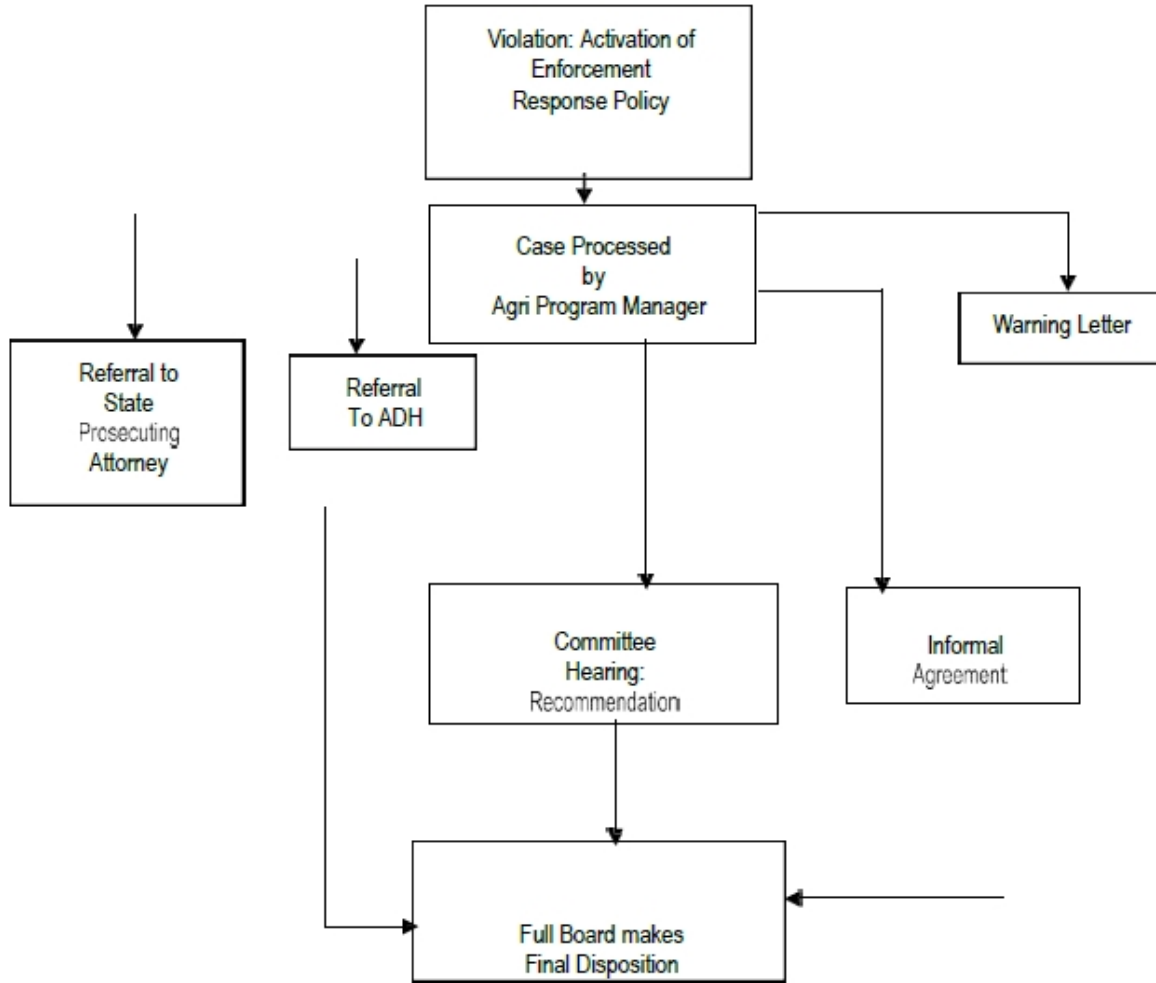 Violation: Activation of
Enforcement
Response Policy
Case Processed
by
Agri Program Manager
Warning Letter
Referral to
State
Prosecuting
Attorney
Referral
To ADH
Committee
Hearing:
Recommendation
Informal
Agreement
Full Board makes
Final Disposition